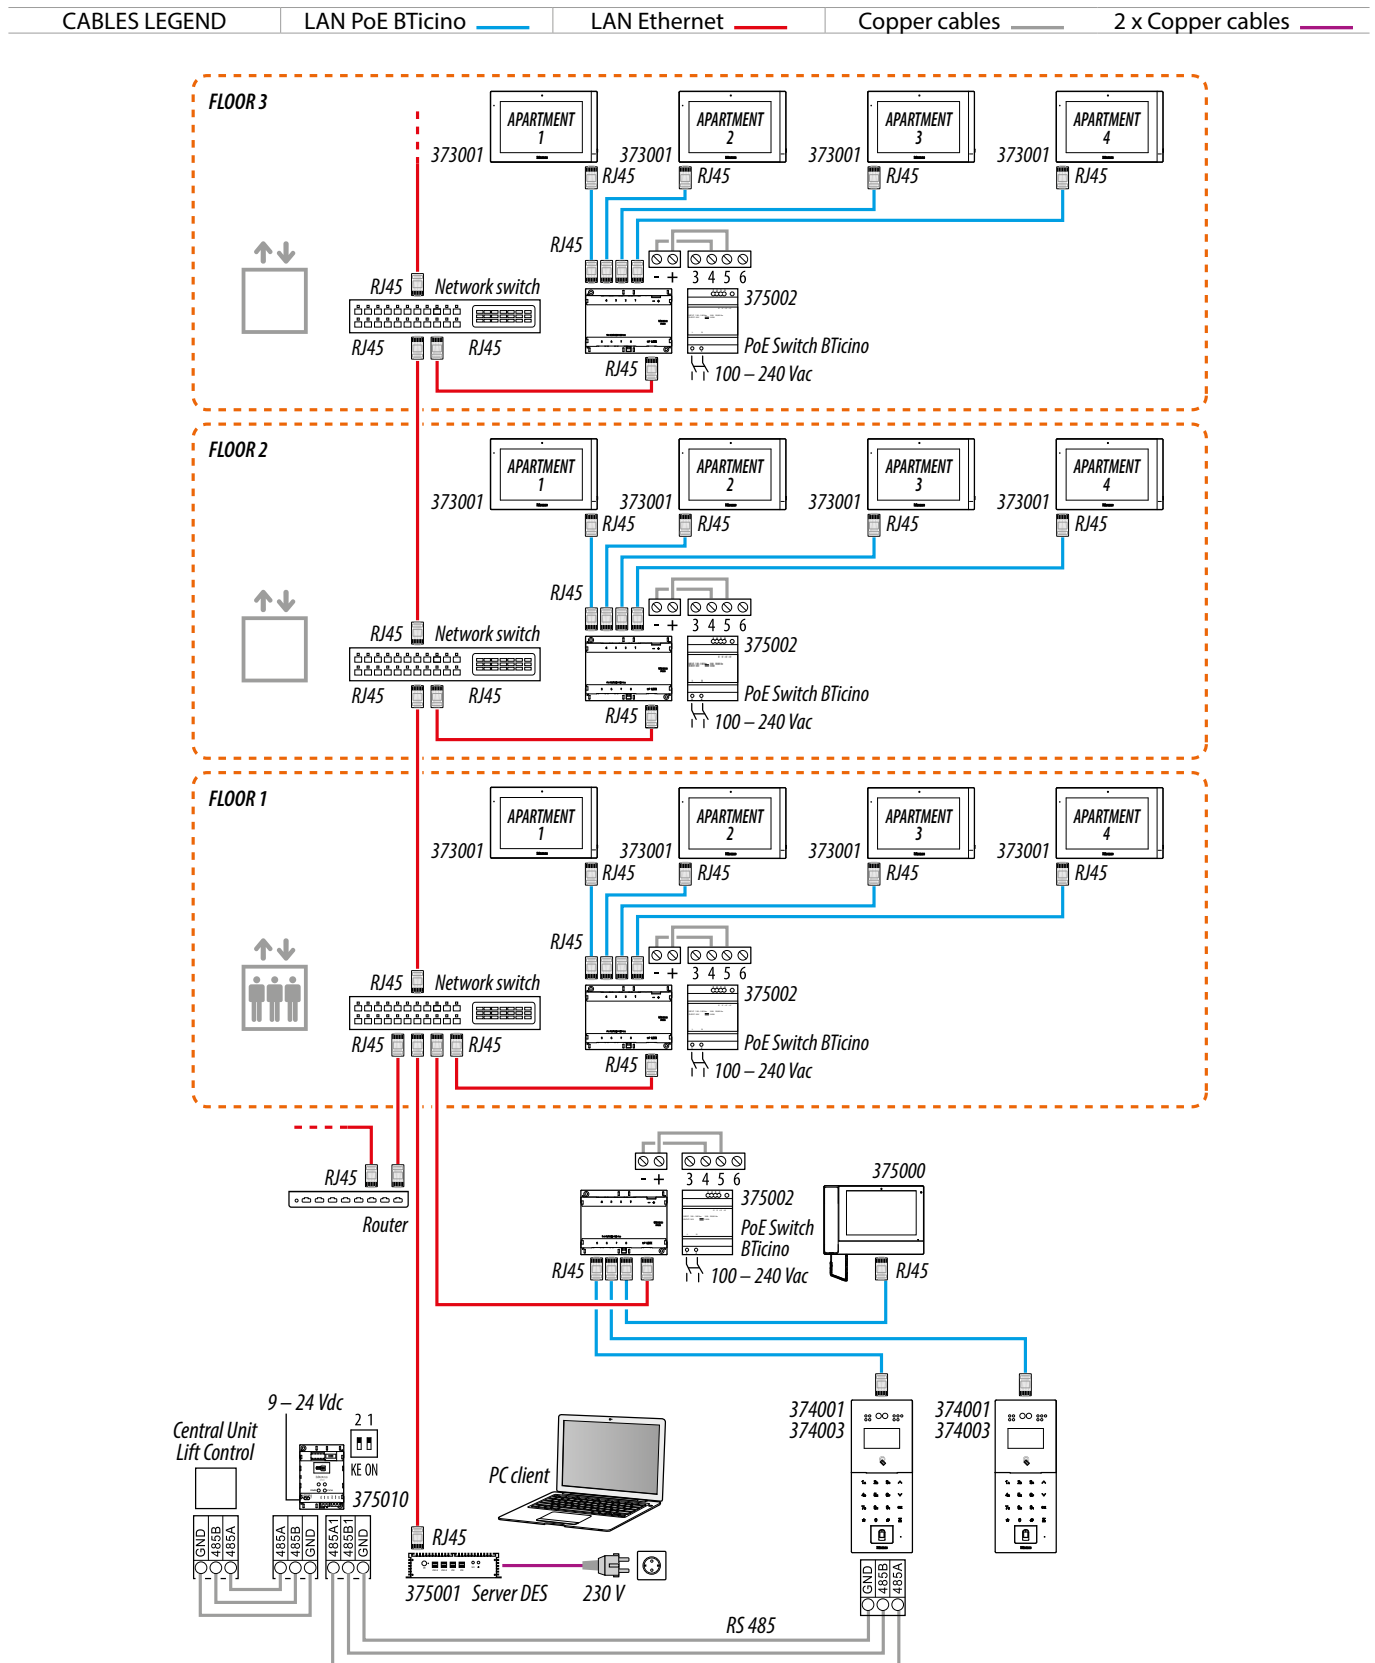 CABLES LEGEND LAN PoE BTicino LAN Ethernet Copper cables 2 x Copper cables
FLOOR 3
APARTMENT 1
APARTMENT 2
APARTMENT 3
APARTMENT 4
373001 373001 373001 373001
RJ45 RJ45 RJ45 RJ45
RJ45
- + 3 4 5 6
RJ45 Network switch
375002
RJ45 RJ45
PoE Switch BTicino
RJ45
100 – 240 Vac
FLOOR 2
APARTMENT 1
APARTMENT 2
APARTMENT 3
APARTMENT 4
373001 373001 373001 373001
RJ45 RJ45 RJ45 RJ45
RJ45
- + 3 4 5 6
RJ45 Network switch
375002
RJ45 RJ45
PoE Switch BTicino
RJ45
100 – 240 Vac
FLOOR 1
APARTMENT 1
APARTMENT 2
APARTMENT 3
APARTMENT 4
373001 373001 373001 373001
RJ45 RJ45 RJ45 RJ45
RJ45
- + 3 4 5 6
RJ45 Network switch
375002
RJ45 RJ45
PoE Switch BTicino
RJ45
100 – 240 Vac
RJ45
Router
- + 3 4 5 6
375002
PoE Switch
BTicino
RJ45
100 – 240 Vac
375000
RJ45
9 – 24 Vdc
Central Unit
Lift Control
2 1
KE ON
375010
GND 485B 485A
485A 485B GND
485A1 485B1 GND
PC client
RJ45
375001 Server DES
230 V
374001
374003
374001
374003
GND 485B 485A
RS 485